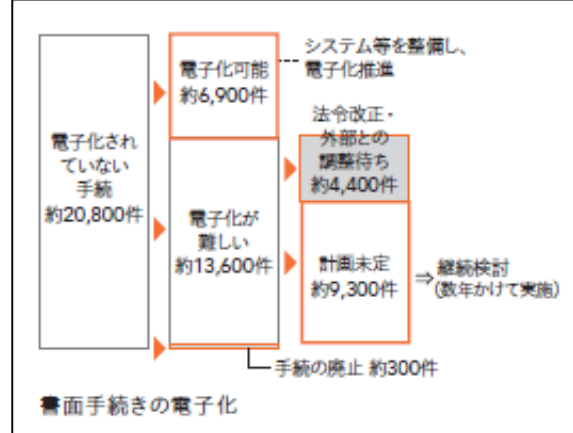 電子化され
ていない
手続
約20,800件
電子化可能
約6,900件
システム等を整備し、
電子化推進
電子化が
難しい
約13,600件
法令改正・
外部との
調整待ち
約4,400件
計画未定
約9,300件
⇒継続検討
(数年かけて実施)
手続の廃止 約300件
書面手続きの電子化